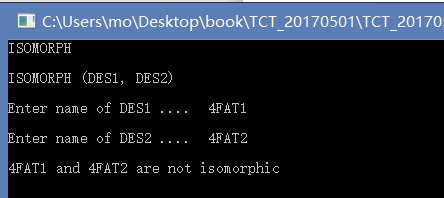 C:\Users\mo\Desktop\book\TCT_20170501\TCT_20170
ISOMORPH
ISOMORPH (DES1, DES2)
Enter name of DES1 .... 4FAT1
Enter name of DES2 .... 4FAT2
4FAT1 and 4FAT2 are not isomorphic